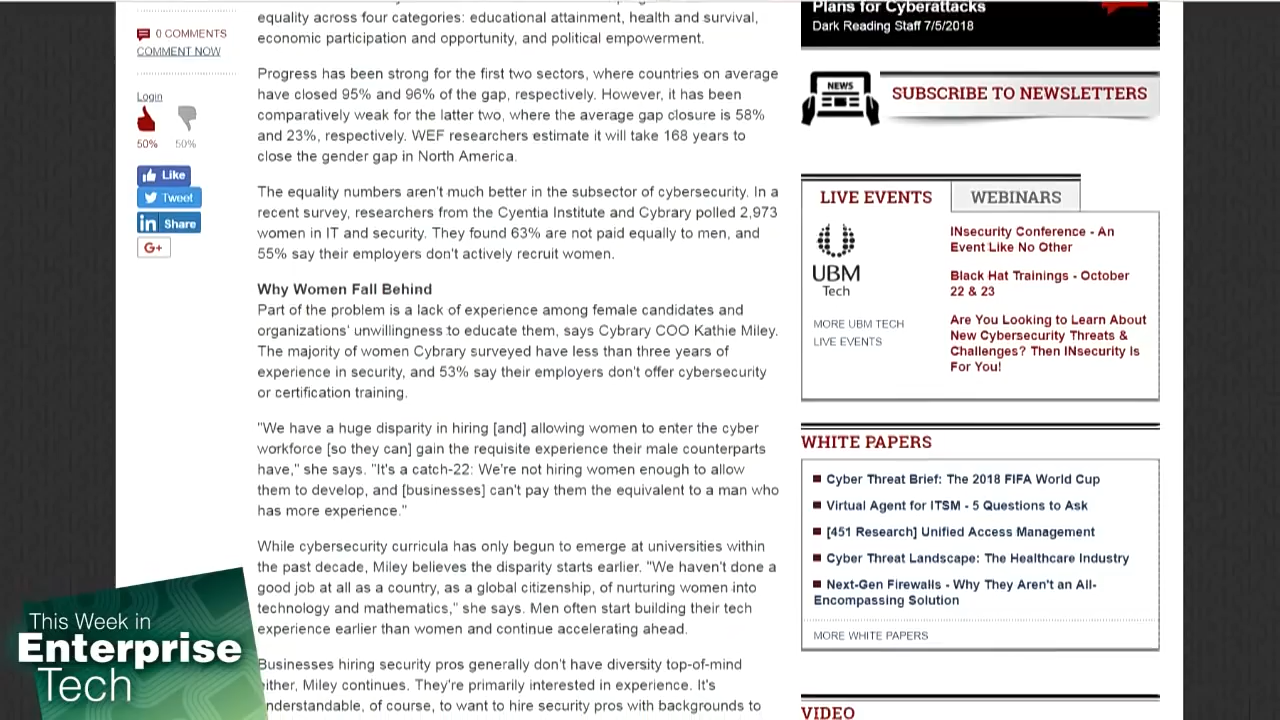 equality across four categories: educational attainment, health and survival,
economic participation and opportunity, and political empowerment.
Progress has been strong for the first two sectors, where countries on average
have closed 95% and 96% of the gap, respectively. However, it has been
comparatively weak for the latter two, where the average gap closure is 58%
and 23%, respectively. WEF researchers estimate it will take 168 years to
close the gender gap in North America.
The equality numbers aren't much better in the subsector of cybersecurity. In a
recent survey, researchers from the Cyentia Institute and Cybrary polled 2,973
women in IT and security. They found 63% are not paid equally to men, and
55% say their employers don't actively recruit women.
Why Women Fall Behind
Part of the problem is a lack of experience among female candidates and
organizations' unwillingness to educate them, says Cybrary COO Kathie Miley.
The majority of women Cybrary surveyed have less than three years of
experience in security, and 53% say their employers don't offer cybersecurity
or certification training.
"We have a huge disparity in hiring [and] allowing women to enter the cyber
workforce [so they can] gain the requisite experience their male counterparts
have," she says. "It's a catch-22: We're not hiring women enough to allow
them to develop, and [businesses] can't pay them the equivalent to a man who
has more experience."
While cybersecurity curricula has only begun to emerge at universities within
the past decade, Miley believes the disparity starts earlier. "We haven't done a
good job at all as a country, as a global citizenship, of nurturing women into
technology and mathematics," she says. Men often start building their tech
experience earlier than women and continue accelerating ahead.
Businesses hiring security pros generally don't have diversity top-of-mind
either, Miley continues. They're primarily interested in experience. It's
understandable, of course, to want to hire security pros with backgrounds to
0 COMMENTS
COMMENT NOW
Login
50% 50%
Like
Tweet
in Share
G+
Plans for Cyberattacks
Dark Reading Staff 7/5/2018
NEWS
SUBSCRIBE TO NEWSLETTERS
LIVE EVENTS
WEBINARS
UBM
Tech
MORE UBM TECH
LIVE EVENTS
INsecurity Conference - An
Event Like No Other
Black Hat Trainings - October
22 & 23
Are You Looking to Learn About
New Cybersecurity Threats &
Challenges? Then INsecurity Is
For You!
WHITE PAPERS
Cyber Threat Brief: The 2018 FIFA World Cup
Virtual Agent for ITSM - 5 Questions to Ask
[451 Research] Unified Access Management
Cyber Threat Landscape: The Healthcare Industry
Next-Gen Firewalls - Why They Aren't an All-
Encompassing Solution
MORE WHITE PAPERS
VIDEO
This Week in
Enterprise
Tech